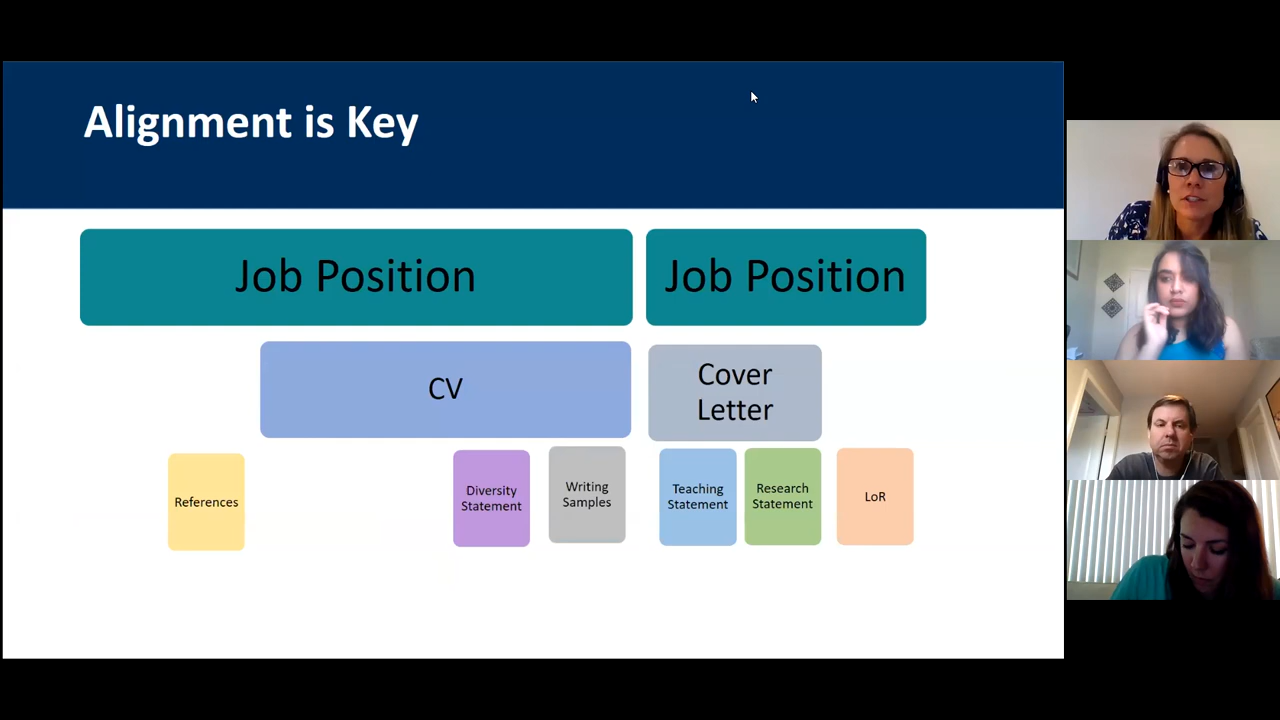 Alignment is Key
Job Position
Job Position
CV
Cover
Letter
References
Diversity
Statement
Writing
Samples
Teaching
Statement
Research
Statement
LoR